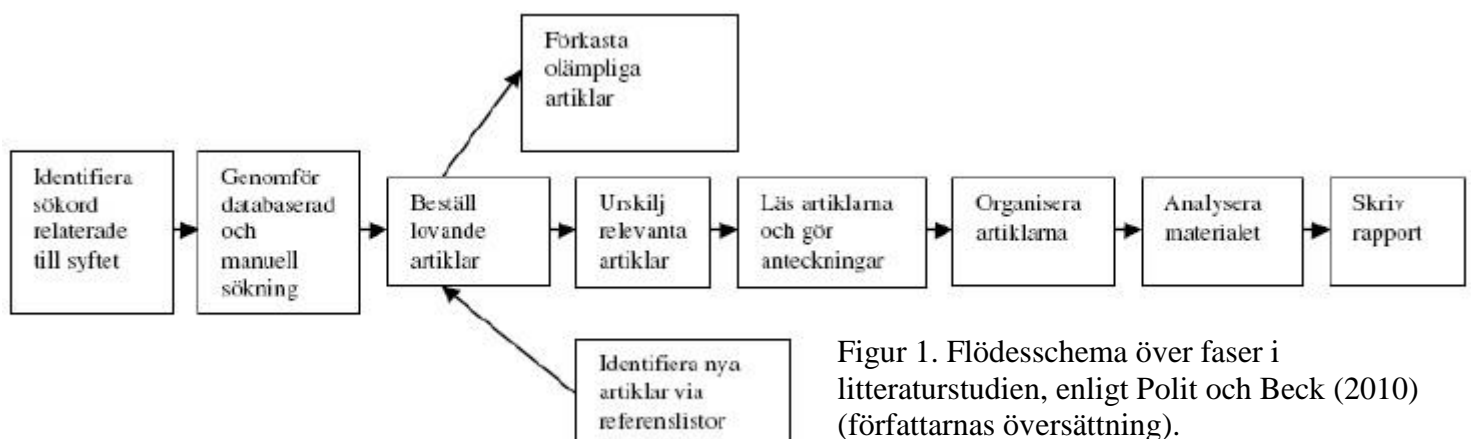 Förkasta
olämpliga
artiklar
Identifiera
sökord
relaterade
till syftet
Genomför
databaserad
och
manuell
sökning
Beställ
lovande
artiklar
Urskilj
relevanta
artiklar
Läs artiklarna
och gör
anteckningar
Organisera
artiklarna
Analysera
materialet
Skriv
rapport
Identifiera nya
artiklar via
referenslistor
Figur 1. Flödesschema över faser i
litteraturstudien, enligt Polit och Beck (2010)
(författarnas översättning).